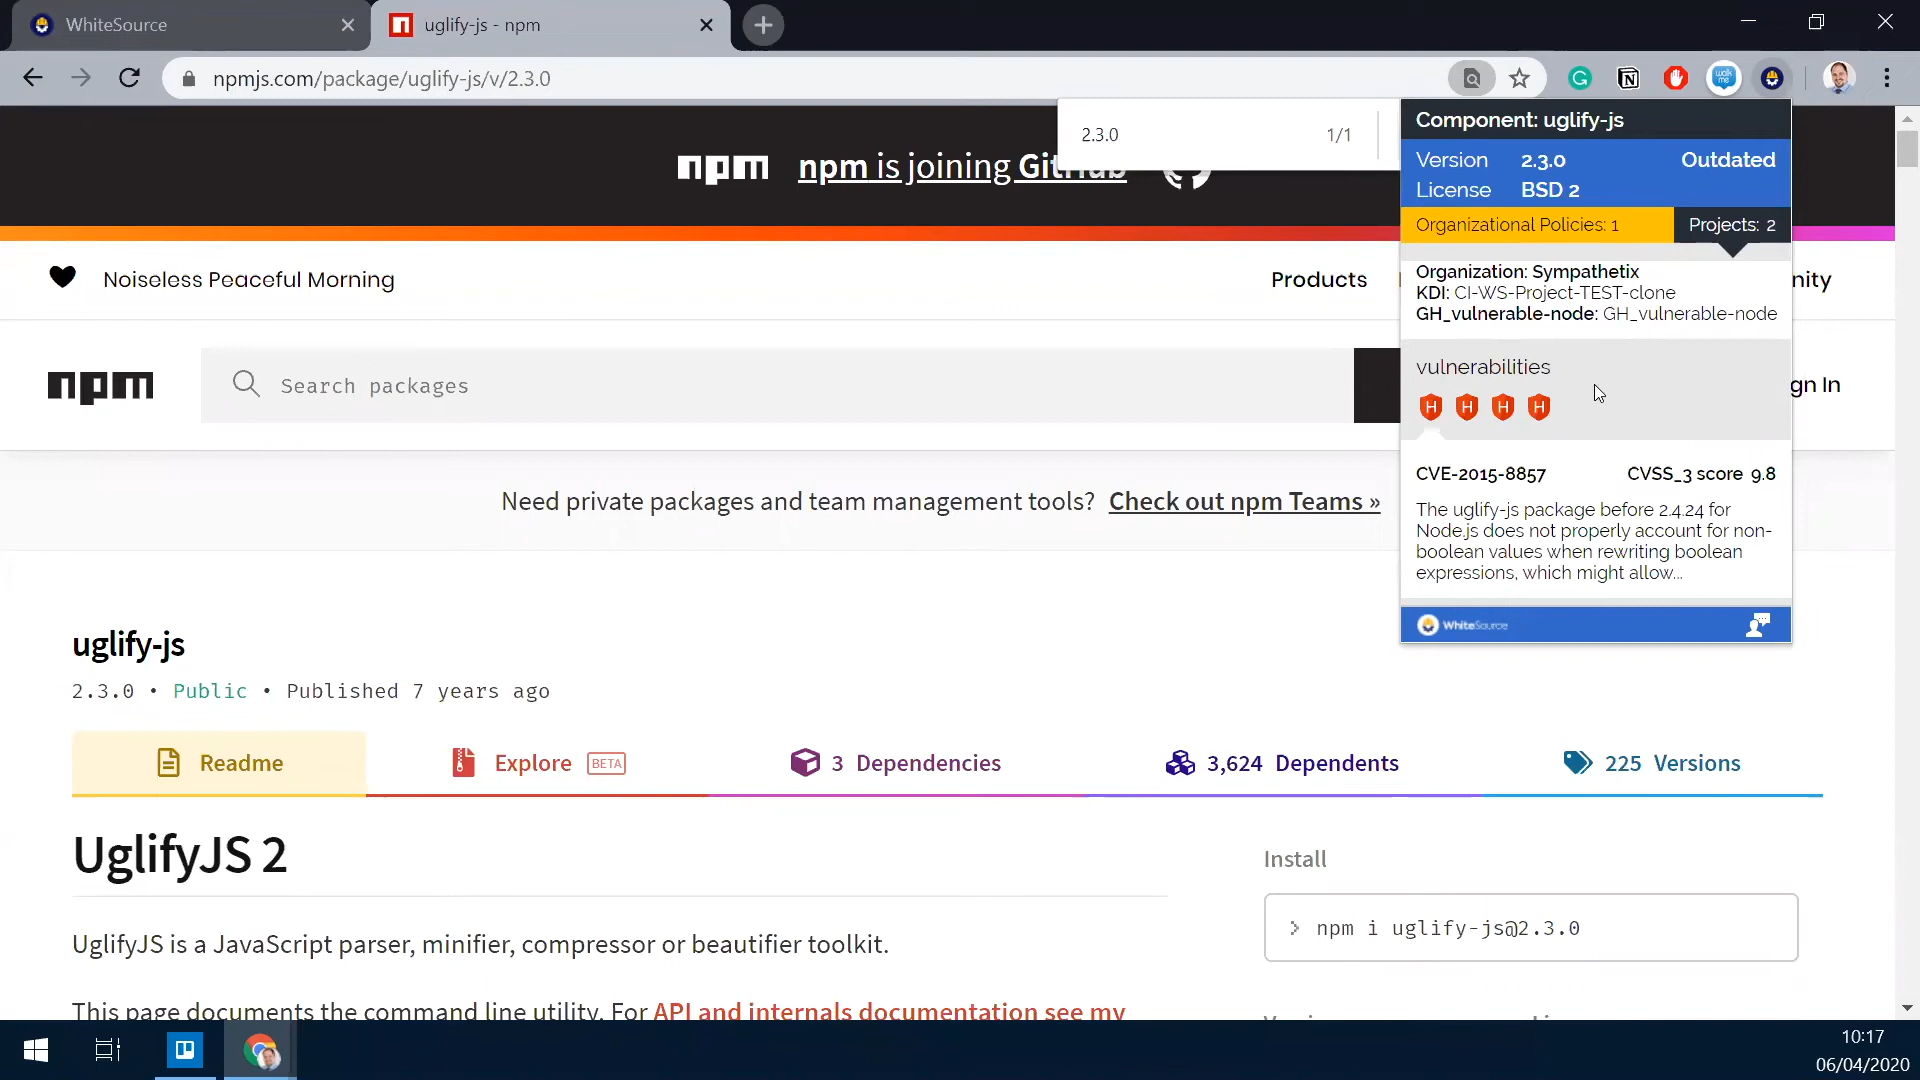 WhiteSource
uglify-js - npm
npmjs.com/package/uglify-js/v/2.3.0
2.3.0 1/1
npm npm is joining GitHub
Noiseless Peaceful Morning
Products
nity
npm
Search packages
gn In
Need private packages and team management tools? Check out npm Teams »
Component: uglify-js
Version 2.3.0 Outdated
License BSD 2
Organizational Policies: 1 Projects: 2
Organization: Sympathetix
KDI: CI-WS-Project-TEST-clone
GH_vulnerable-node: GH_vulnerable-node
vulnerabilities
H H H H
CVE-2015-8857 CVSS_3 score 9.8
The uglify-js package before 2.4.24 for
Node.js does not properly account for non-
boolean values when rewriting boolean
expressions, which might allow...
WhiteSource
uglify-js
2.3.0 • Public • Published 7 years ago
Readme
Explore BETA
3 Dependencies
3,624 Dependents
225 Versions
UglifyJS 2
UglifyJS is a JavaScript parser, minifier, compressor or beautifier toolkit.
This page documents the command line utility. For API and internals documentation see my
Install
> npm i uglify-js@2.3.0
10:17
06/04/2020